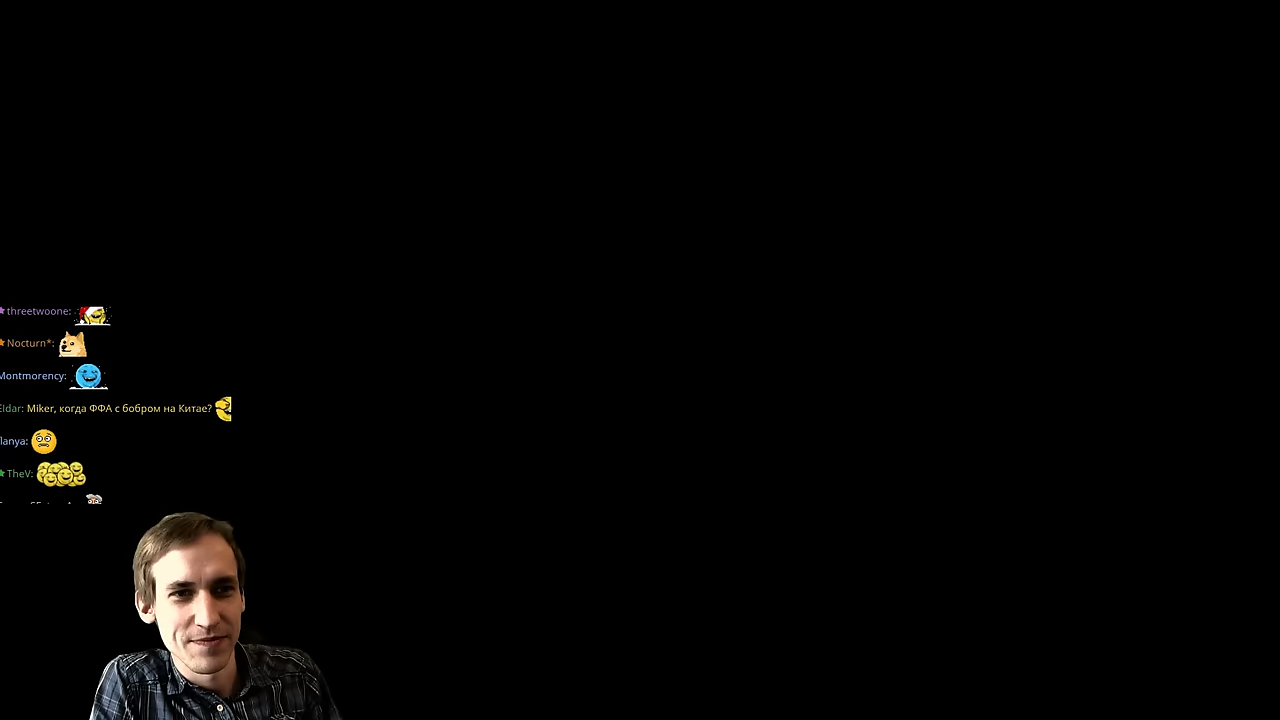 threetwoone:
Nocturn*:
Montmorency:
Eldar: Miker, когда ФФА с бобром на Китае?
lanya:
TheV: